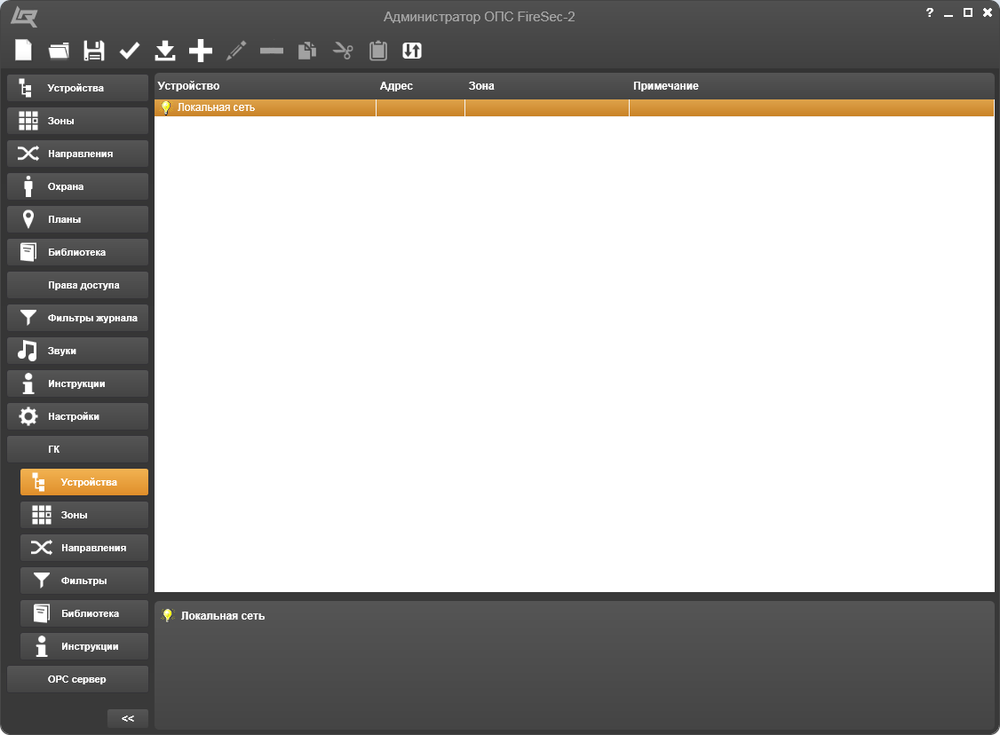 Администратор ОПС FireSec-2
?
Устройство Адрес Зона Примечание
Локальная сеть
Устройства
Зоны
Направления
Охрана
Планы
Библиотека
Права доступа
Фильтры журнала
Звуки
Инструкции
Настройки
ГК
Устройства
Зоны
Направления
Фильтры
Библиотека
Инструкции
OPC сервер
<<
Локальная сеть